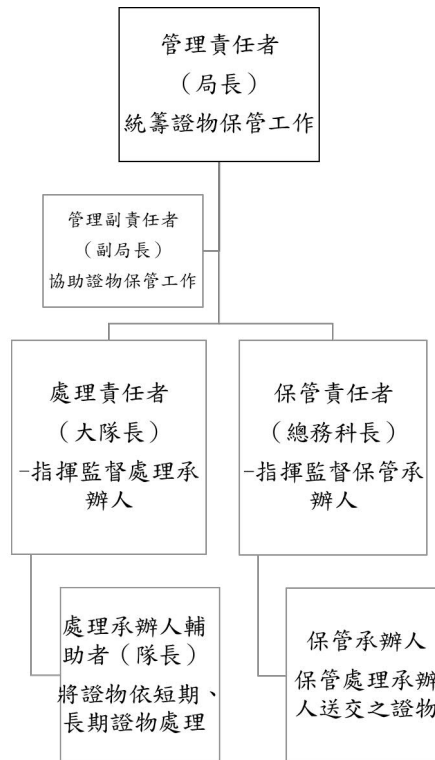 管理責任者
（局長）
統籌證物保管工作
管理副責任者
（副局長）
協助證物保管工作
處理責任者
（大隊長）
-指揮監督處理承
辦人
保管責任者
（總務科長）
-指揮監督保管承
辦人
處理承辦人輔
助者（隊長）
將證物依短期、
長期證物處理
保管承辦人
保管處理承辦
人送交之證物